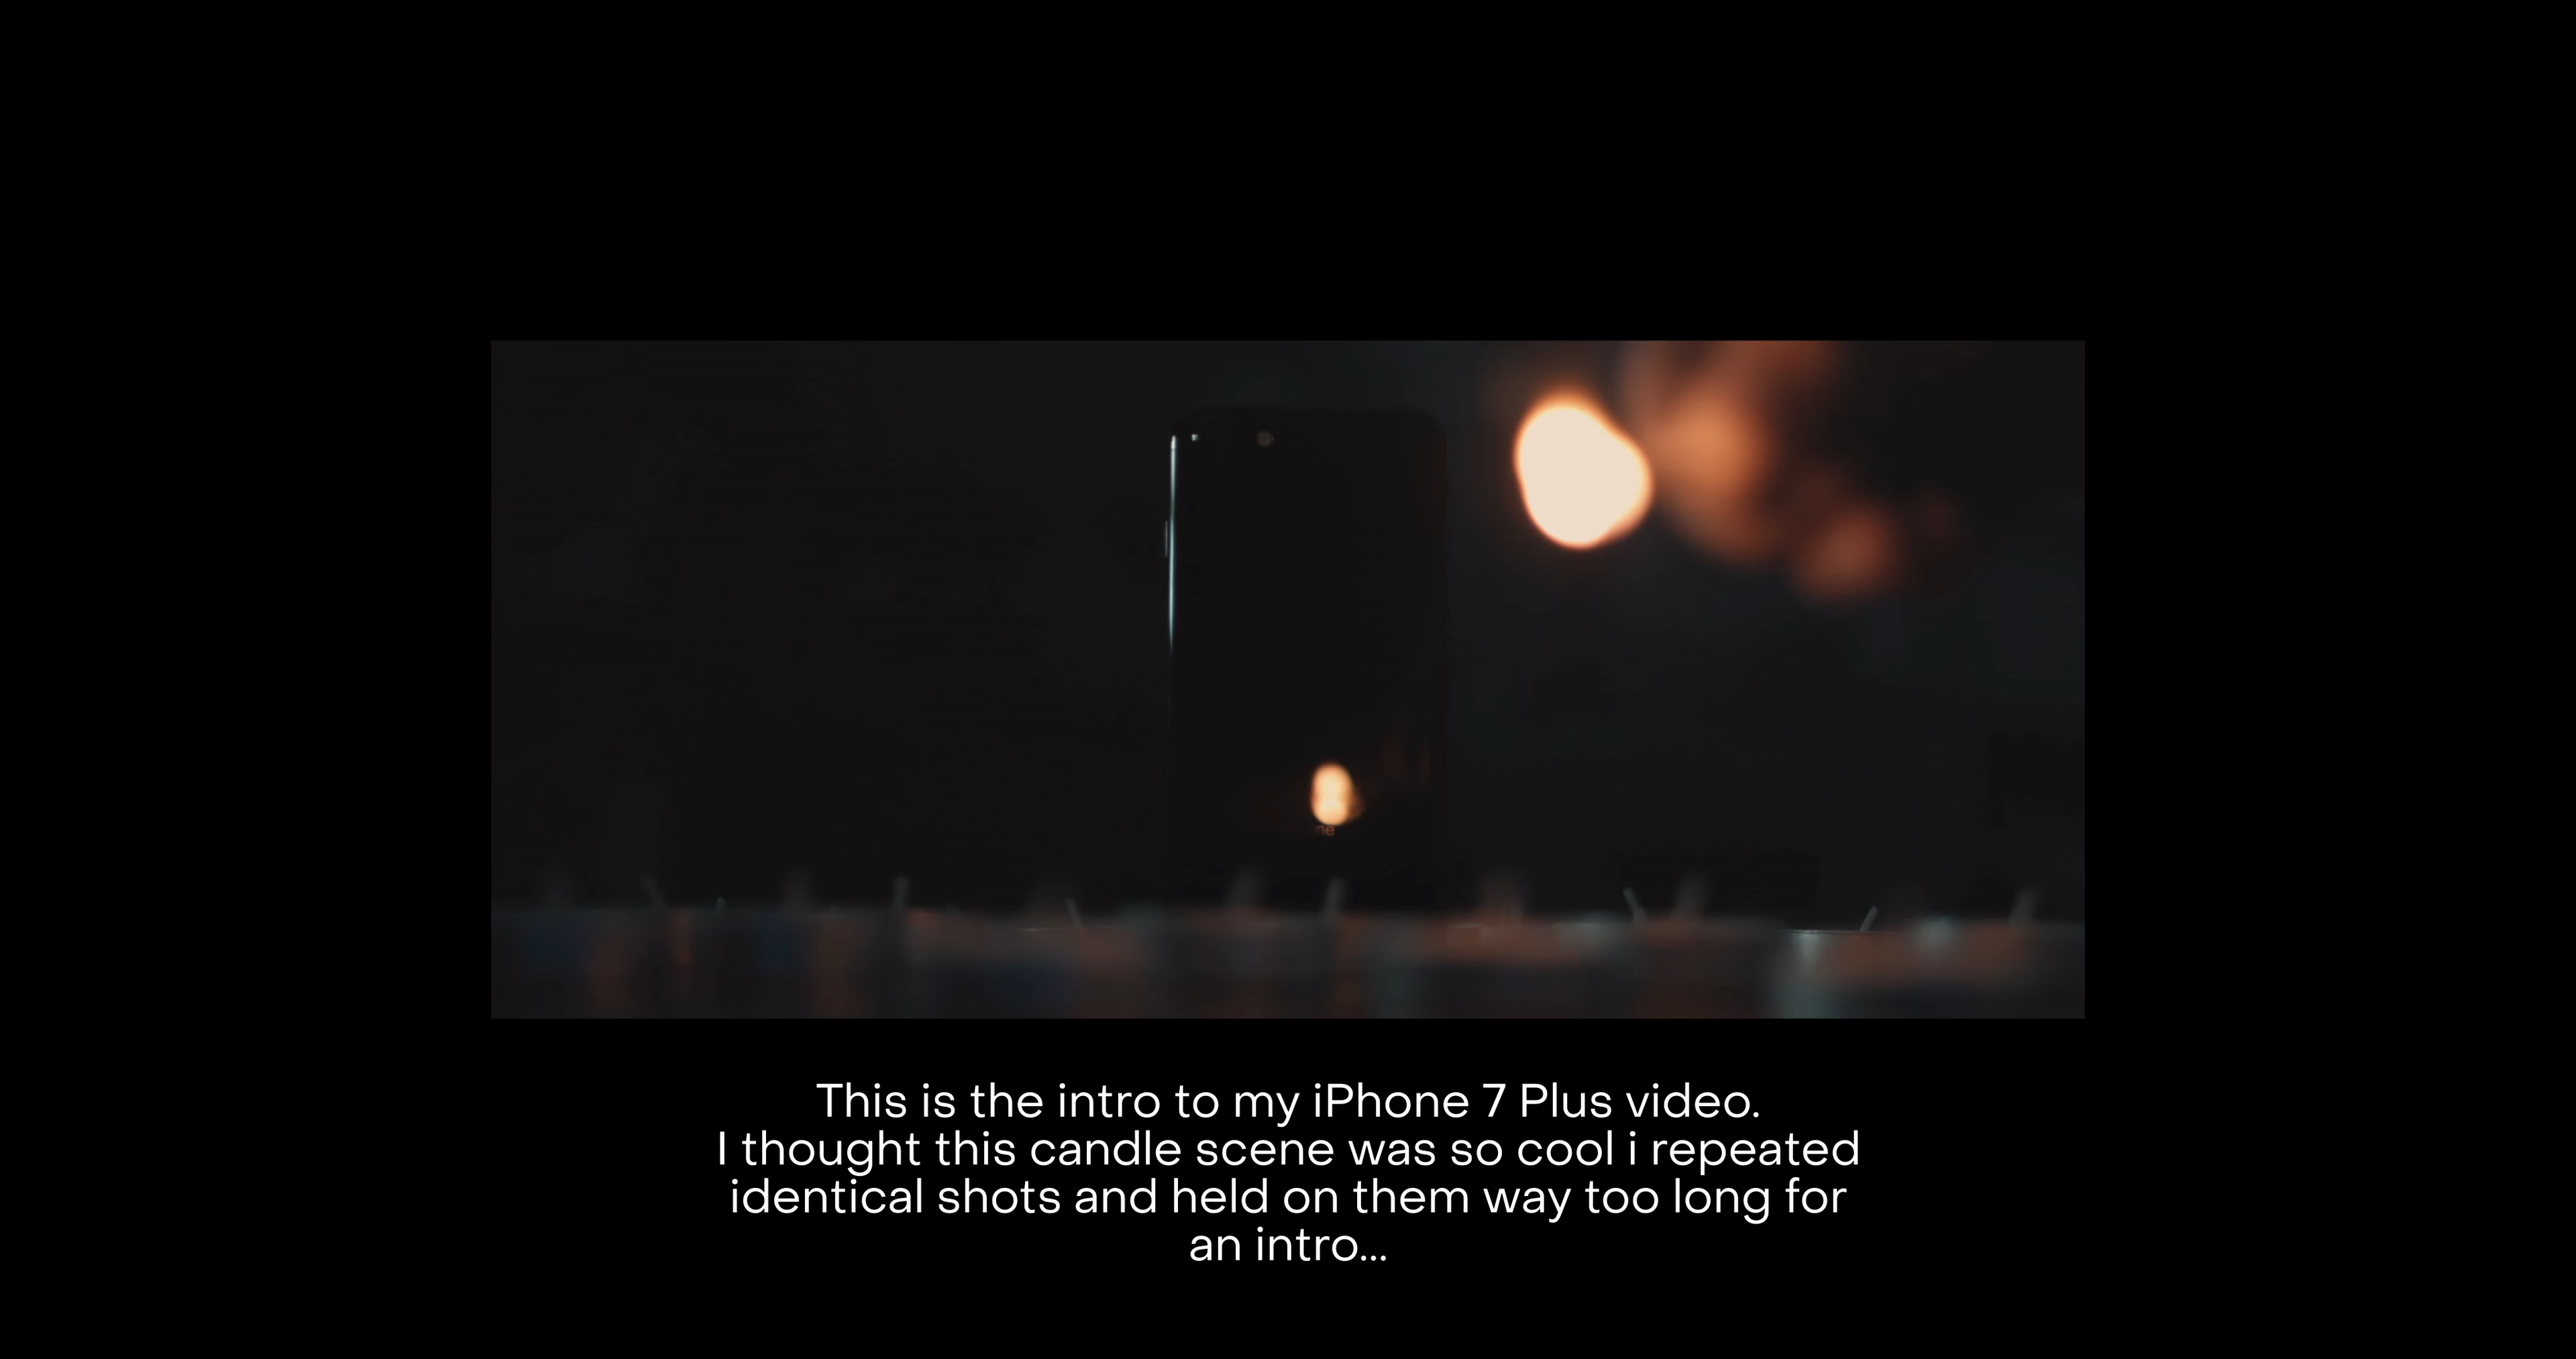 ne
This is the intro to my iPhone 7 Plus video.
I thought this candle scene was so cool i repeated
identical shots and held on them way too long for
an intro...